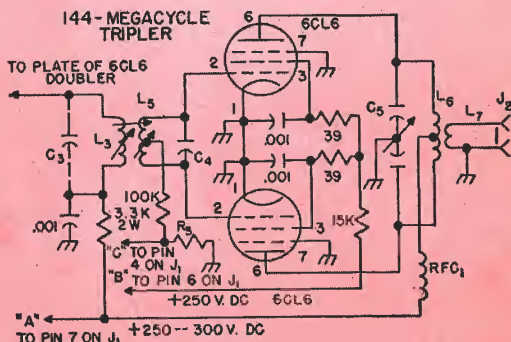 144-MEGACYCLE
TRIPLER
TO PLATE OF 6CL6
DOUBLER
6
6CL6
7
2
3
1
L5
L3
C3
C4
.001
39
C5
L6
L7
J2
.001
39
1
100K
3.3K
2W
R5
.001
2
3
15K
7
6
RFC1
"C" TO PIN
4 ON J1
"B" TO PIN 6 ON J1
+250 V. DC 6CL6
"A"
TO PIN 7 ON J1
+250--300 V. DC